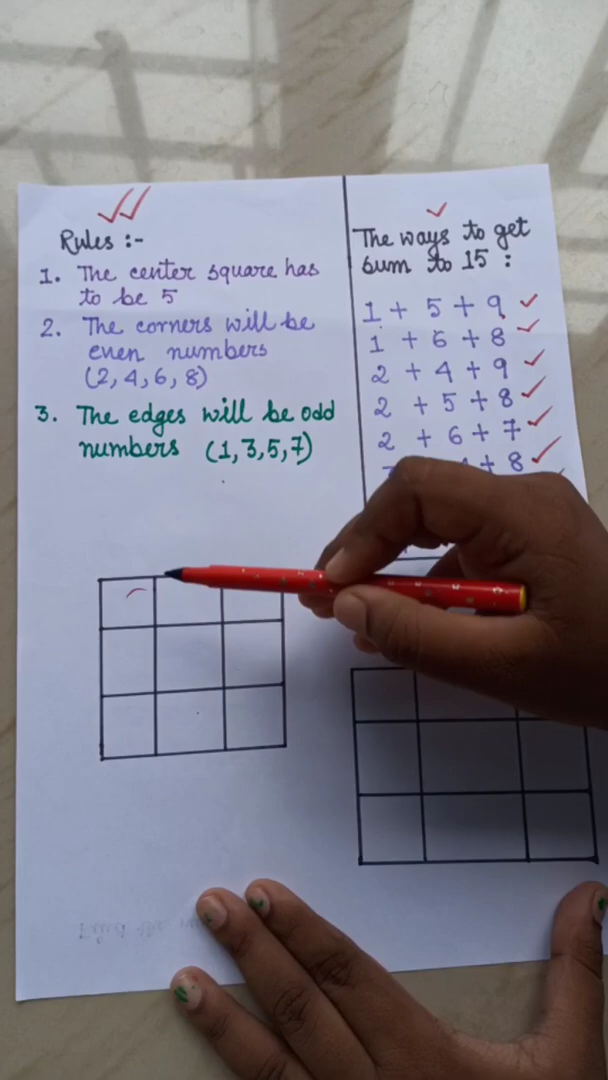 Rules :-
1. The center square has
to be 5
2. The corners will be
even numbers
(2, 4, 6, 8)
3. The edges will be odd
numbers (1, 3, 5, 7)
The ways to get
sum to 15 :
1 + 5 + 9
1 + 6 + 8
2 + 4 + 9
2 + 5 + 8
2 + 6 + 7
+ 8